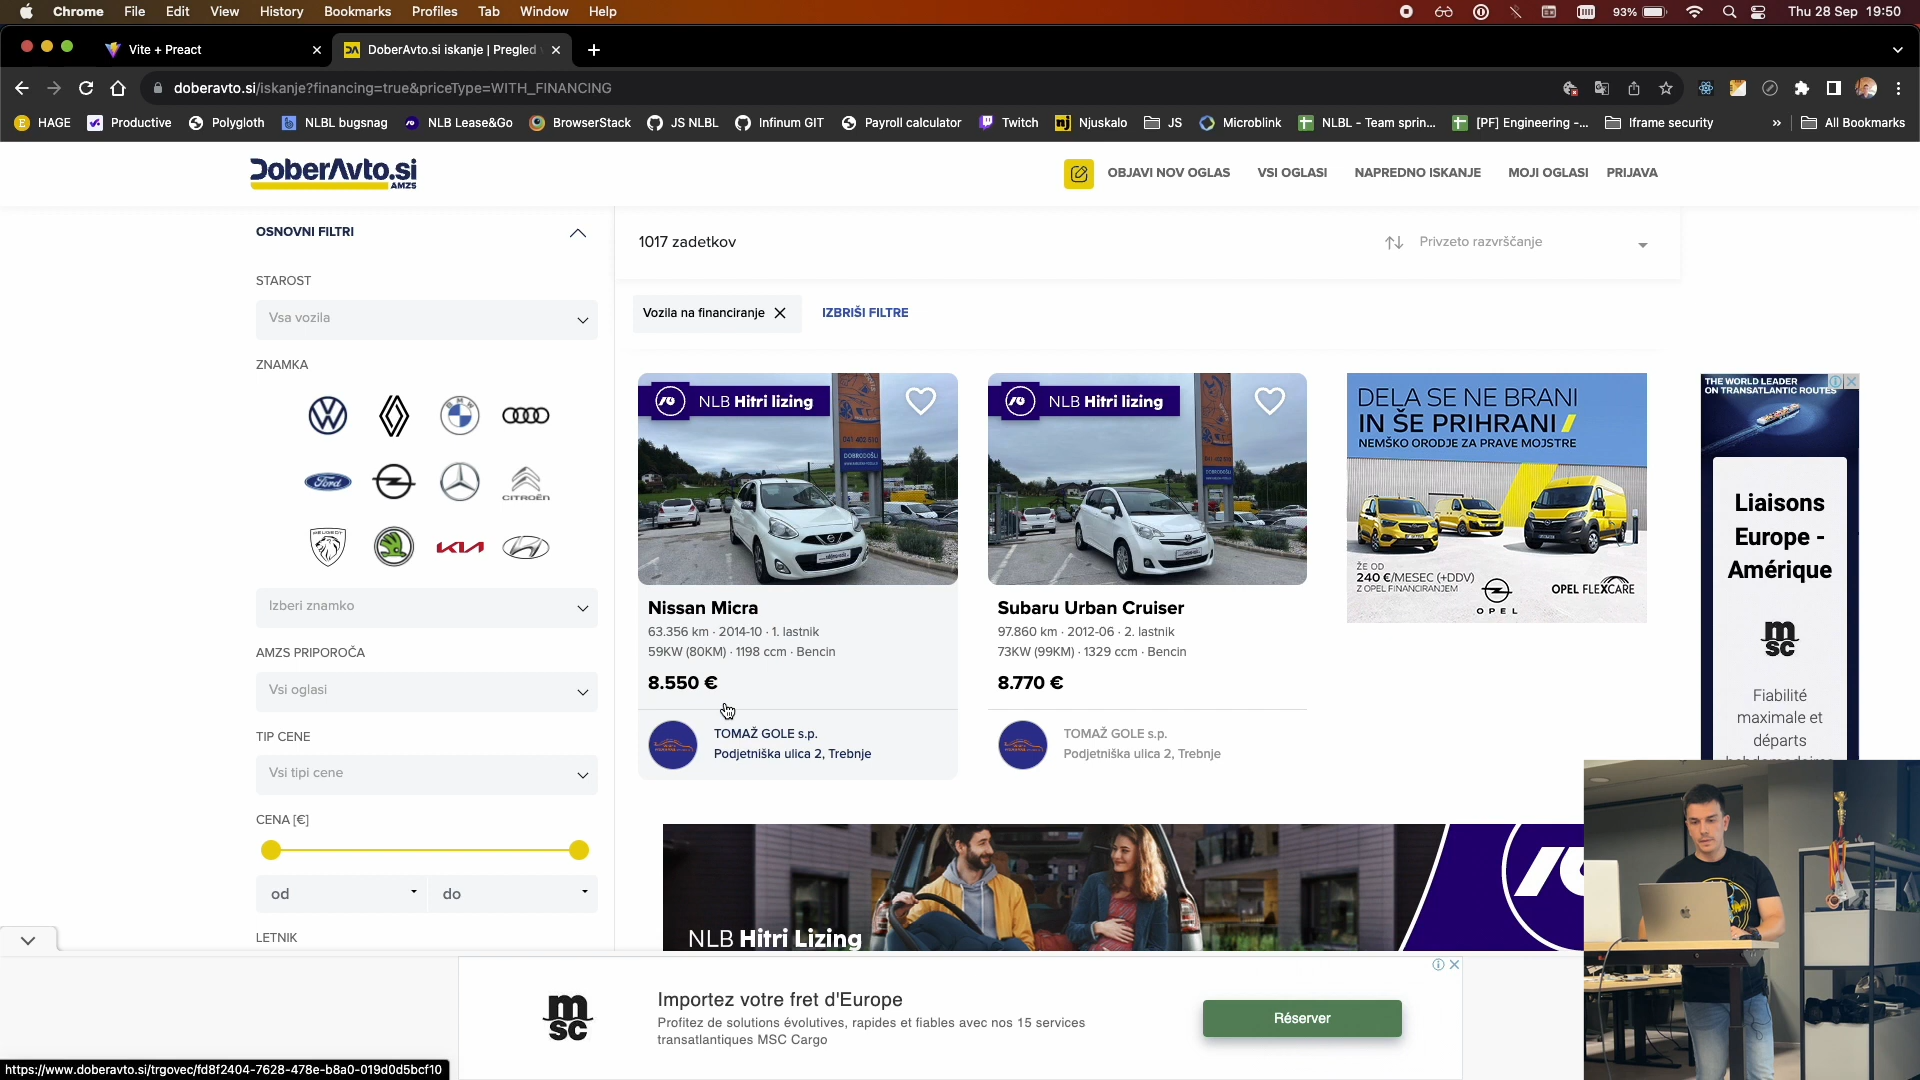 Chrome File Edit View History Bookmarks Profiles Tab Window Help 93% Thu 28 Sep 19:50
Vite + Preact DoberAvto.si iskanje | Pregled
doberavto.si/iskanje?financing=true&priceType=WITH_FINANCING
HAGE Productive Polygloth NLBL bugsnag NLB Lease&Go BrowserStack JS NLBL Infinum GIT Payroll calculator Twitch Njuskalo JS Microblink NLBL - Team sprin... [PF] Engineering -... Iframe security » All Bookmarks
DoberAvto.si
AMZS
OBJAVI NOV OGLAS VSI OGLASI NAPREDNO ISKANJE MOJI OGLASI PRIJAVA
OSNOVNI FILTRI
STAROST
Vsa vozila
ZNAMKA
Ford
CITROËN
PEUGEOT
KIA
Izberi znamko
AMZS PRIPOROČA
Vsi oglasi
TIP CENE
Vsi tipi cene
CENA [€]
od do
LETNIK
1017 zadetkov
Privzeto razvrščanje
Vozila na financiranje
IZBRIŠI FILTRE
NLB Hitri lizing
041 402 510
DOBRODOŠLI
Nissan Micra
63.356 km · 2014-10 · 1. lastnik
59KW (80KM) · 1198 ccm · Bencin
8.550 €
TOMAŽ GOLE s.p.
Podjetniška ulica 2, Trebnje
NLB Hitri lizing
DOBRODOŠLI
Subaru Urban Cruiser
97.860 km · 2012-06 · 2. lastnik
73KW (99KM) · 1329 ccm · Bencin
8.770 €
TOMAŽ GOLE s.p.
Podjetniška ulica 2, Trebnje
DELA SE NE BRANI
IN ŠE PRIHRANI
NEMŠKO ORODJE ZA PRAVE MOJSTRE
ŽE OD
240 €/MESEC (+DDV)
Z OPEL FINANCIRANJEM
OPEL
OPEL FLEXCARE
THE WORLD LEADER
ON TRANSATLANTIC ROUTES
Liaisons
Europe -
Amérique
msc
Fiabilité
maximale et
départs
NLB Hitri Lizing
msc
Importez votre fret d'Europe
Profitez de solutions évolutives, rapides et fiables avec nos 15 services
transatlantiques MSC Cargo
Réserver
https://www.doberavto.si/trgovec/fd8f2404-7628-478e-b8a0-019d0d5bcf10